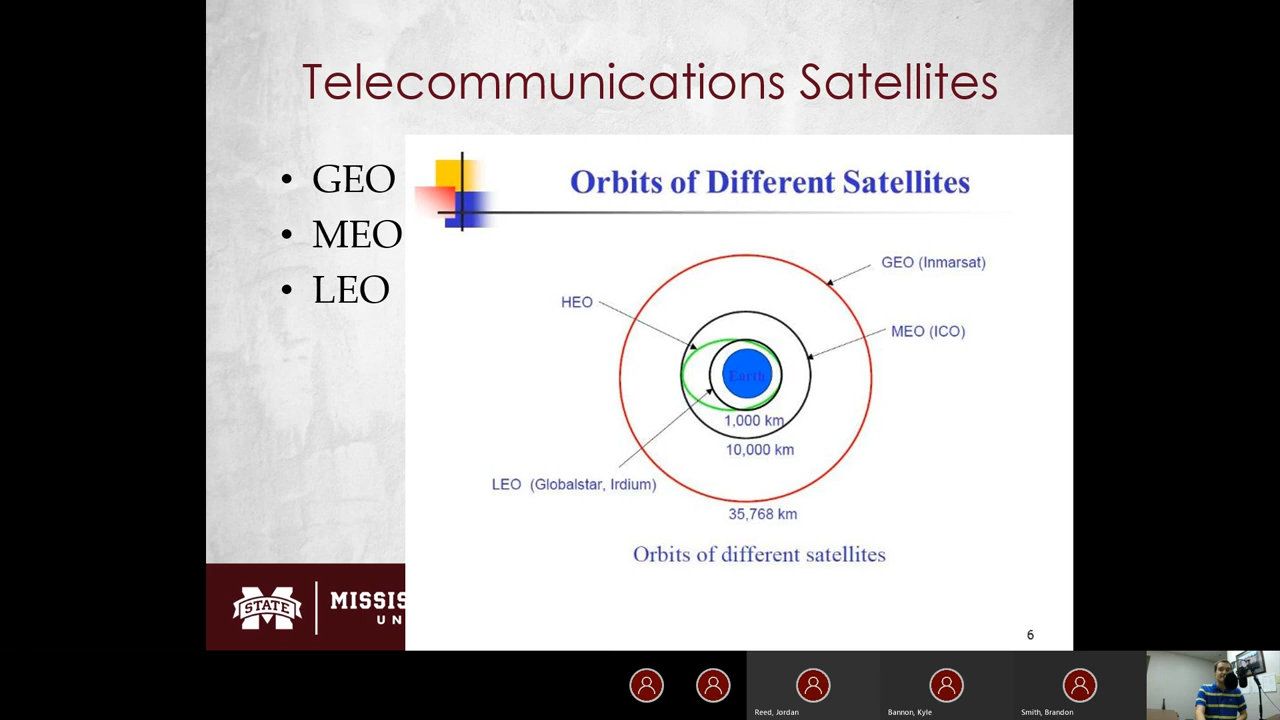 Telecommunications Satellites
• GEO
• MEO
• LEO
Orbits of Different Satellites
GEO (Inmarsat)
HEO
MEO (ICO)
Earth
1,000 km
10,000 km
LEO (Globalstar, Irdium)
35,768 km
Orbits of different satellites
6
STATE
MISSIS
UN
Reed, Jordan
Bannon, Kyle
Smith, Brandon